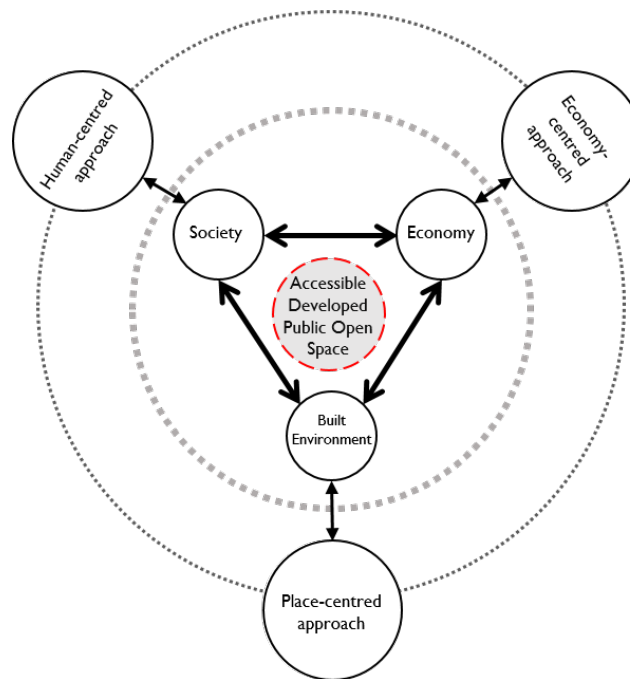 Human-centred
approach
Economy-
centred
approach
Society
Economy
Accessible
Developed
Public Open
Space
Built
Environment
Place-centred
approach